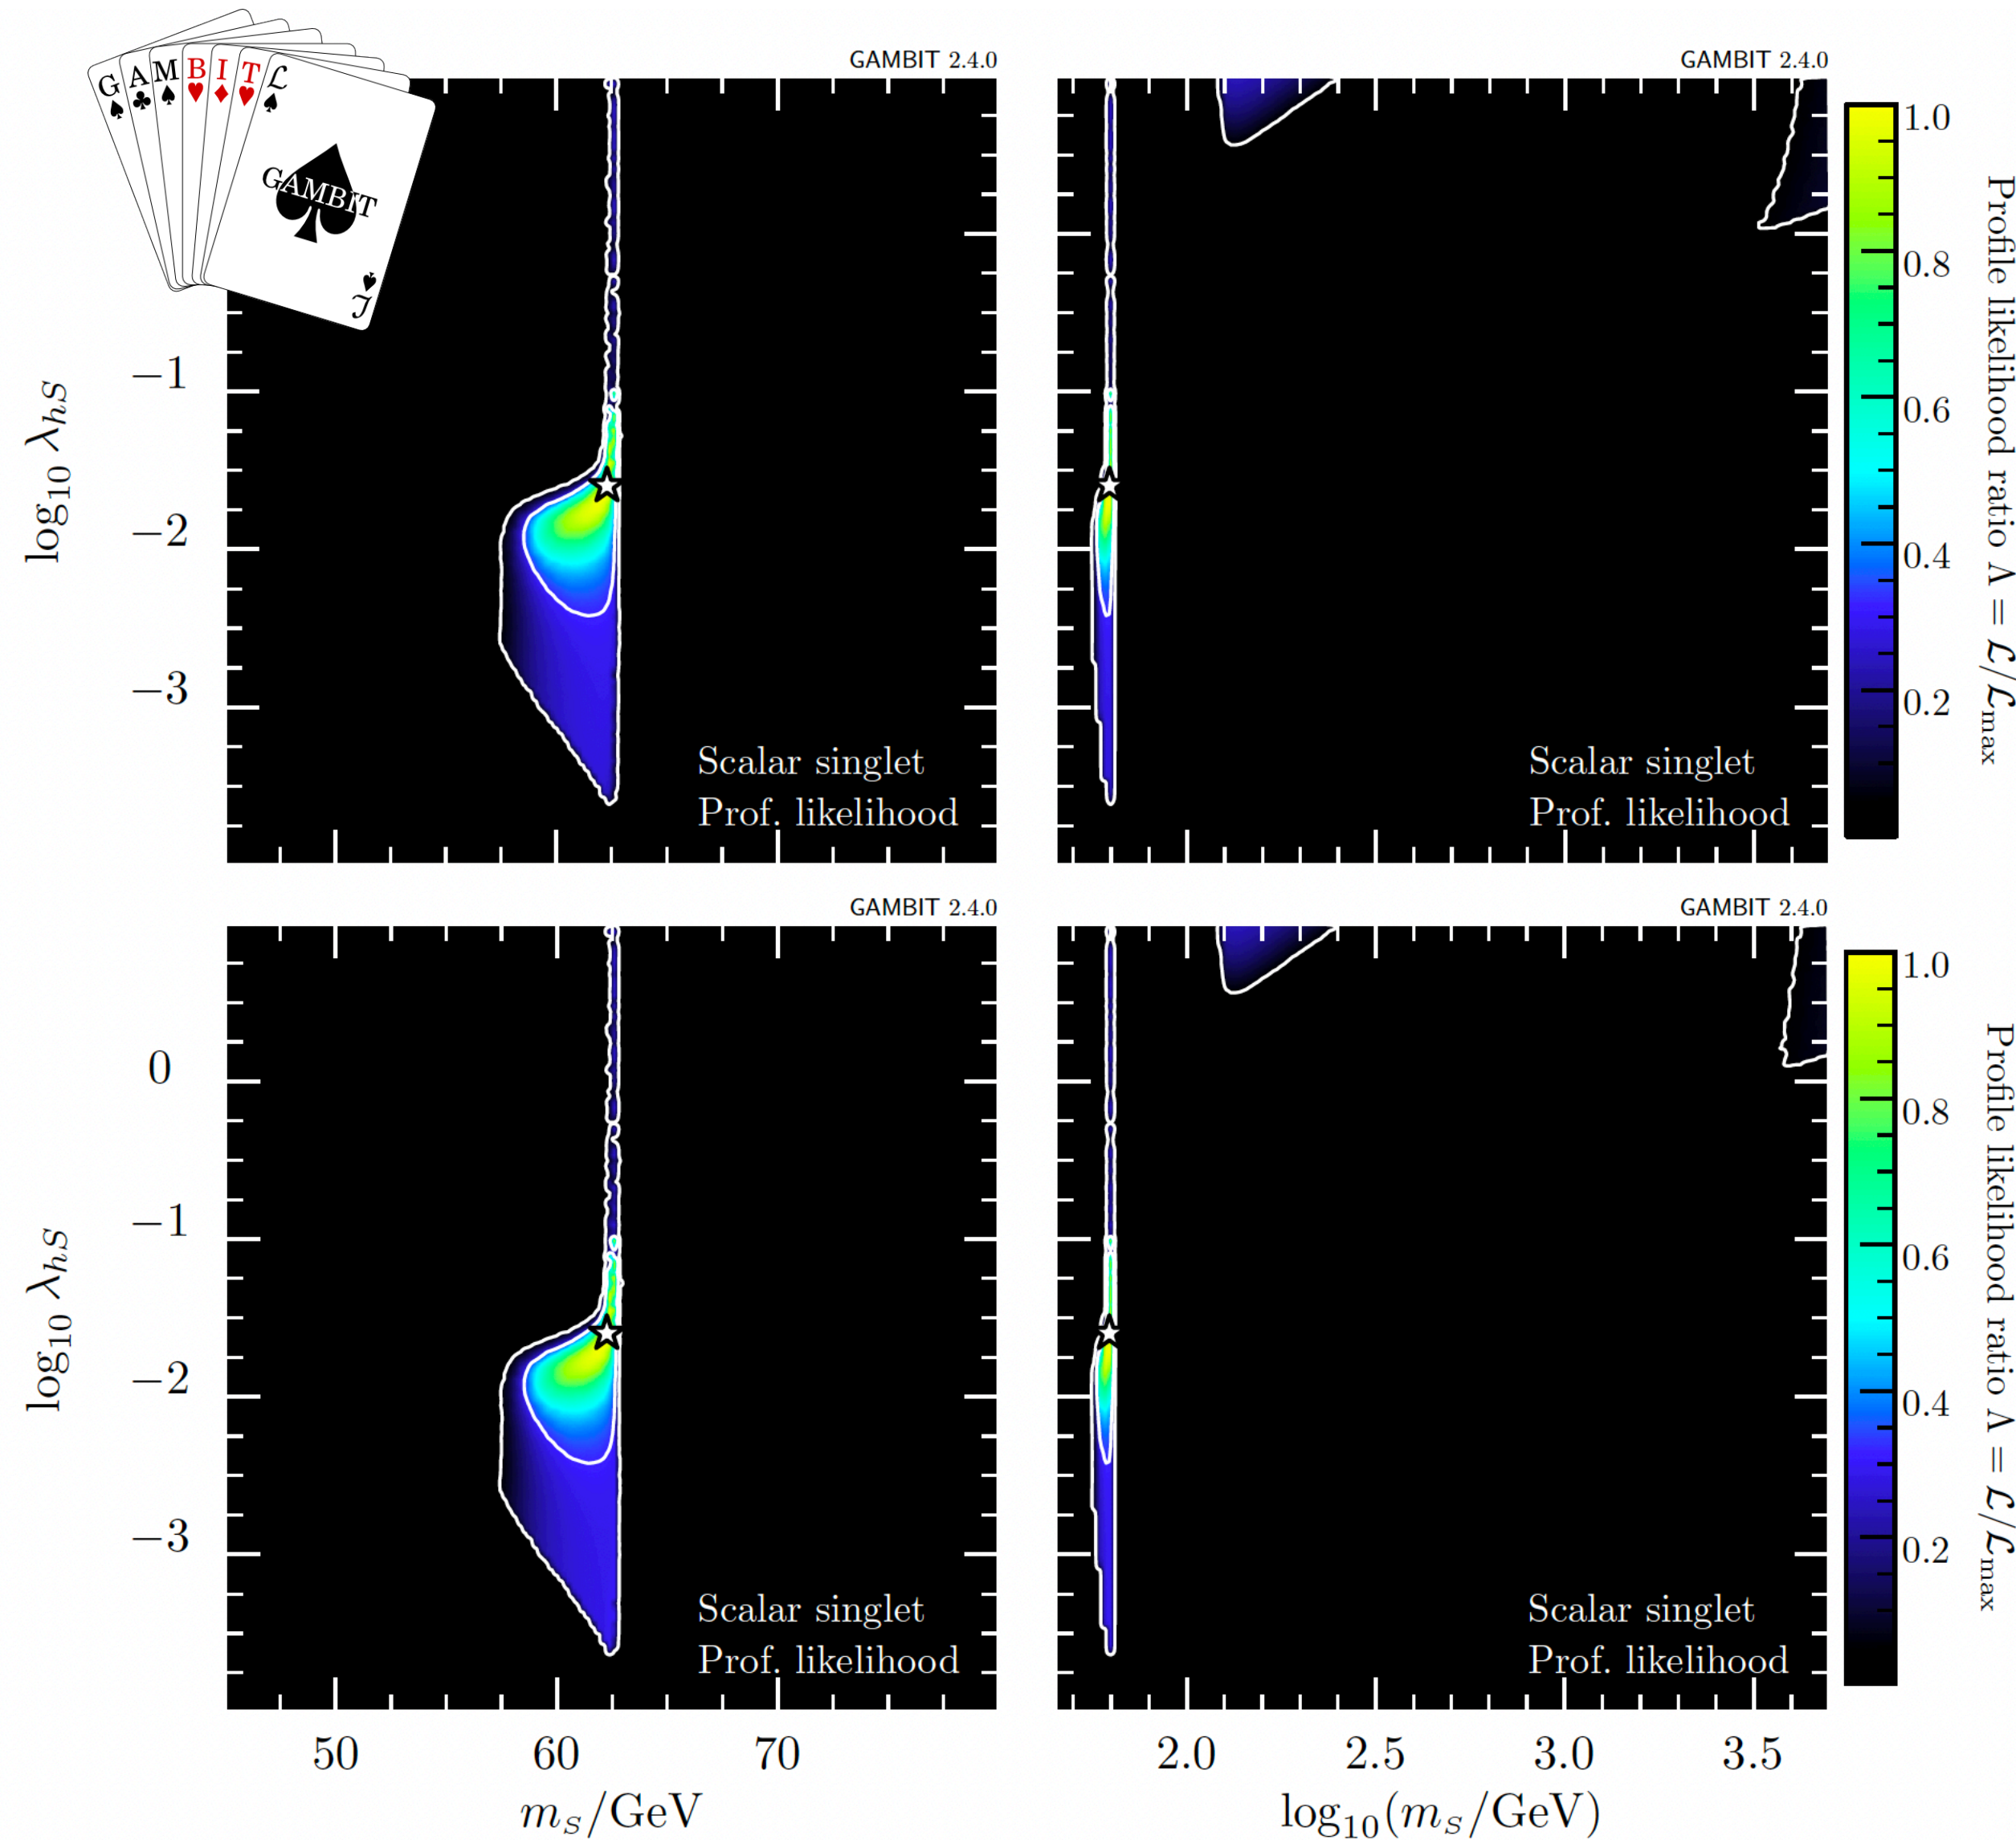 G A M B I T ℒ
GAMBIT
ℒ
GAMBIT 2.4.0
GAMBIT 2.4.0
log₁₀ λₕS
−1
−2
−3
Scalar singlet
Prof. likelihood
Scalar singlet
Prof. likelihood
1.0
0.8
0.6
0.4
0.2
Profile likelihood ratio Λ = ℒ/ℒmax
GAMBIT 2.4.0
GAMBIT 2.4.0
log₁₀ λₕS
0
−1
−2
−3
Scalar singlet
Prof. likelihood
Scalar singlet
Prof. likelihood
1.0
0.8
0.6
0.4
0.2
Profile likelihood ratio Λ = ℒ/ℒmax
50 60 70
2.0 2.5 3.0 3.5
mS/GeV
log₁₀(mS/GeV)